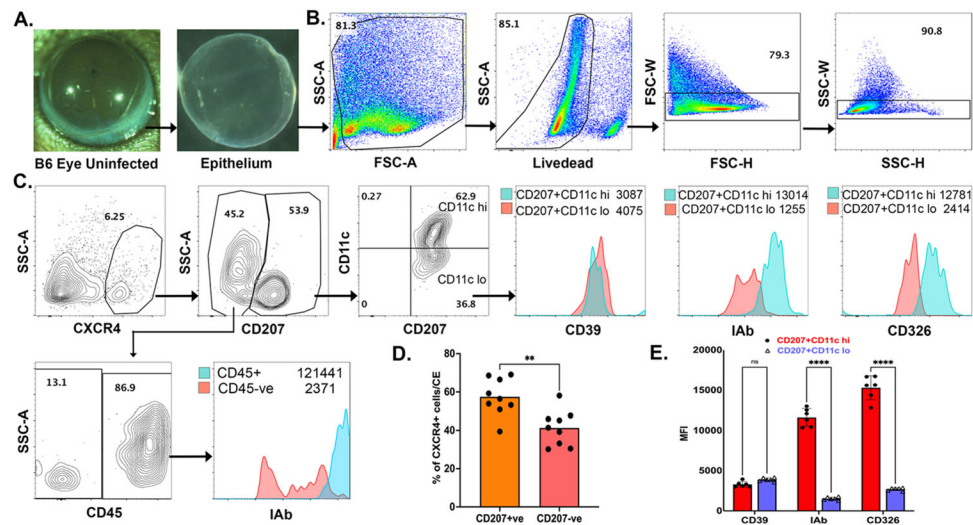 A.
B6 Eye Uninfected
Epithelium
B.
81.3
SSC-A
FSC-A
85.1
SSC-A
Livedead
79.3
FSC-W
FSC-H
90.8
SSC-W
SSC-H
C.
6.25
SSC-A
CXCR4
45.2
53.9
SSC-A
CD207
0.27
62.9
CD11c hi
CD11c lo
0
36.8
CD11c
CD207
CD207+CD11c hi 3087
CD207+CD11c lo 4075
CD39
CD207+CD11c hi 13014
CD207+CD11c lo 1255
IAb
CD207+CD11c hi 12781
CD207+CD11c lo 2414
CD326
13.1
86.9
SSC-A
CD45
CD45+ 121441
CD45-ve 2371
IAb
D.
% of CXCR4+ cells/CE
80
60
40
20
0
**
CD207+ve
CD207-ve
E.
CD207+CD11c hi
CD207+CD11c lo
MFI
20000
15000
10000
5000
0
ns
****
****
CD39
IAb
CD326